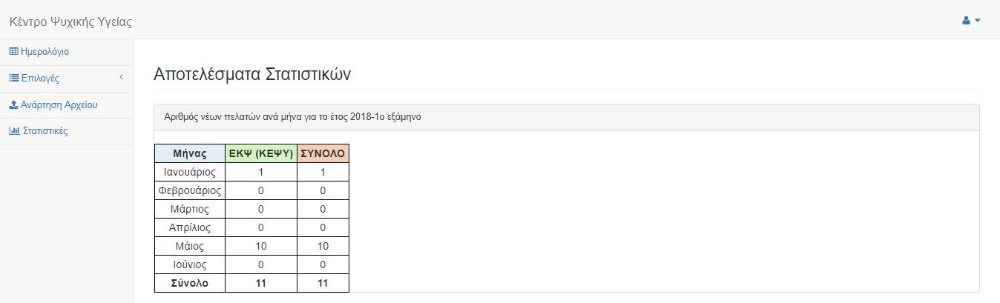 Κέντρο Ψυχικής Υγείας
Ημερολόγιο
Επιλογές
Ανάρτηση Αρχείου
Στατιστικές
Αποτελέσματα Στατιστικών
Αριθμός νέων πελατών ανά μήνα για το έτος 2018-1ο εξάμηνο
Μήνας ΕΚΨ (ΚΕΨΥ) ΣΥΝΟΛΟ
Ιανουάριος 1 1
Φεβρουάριος 0 0
Μάρτιος 0 0
Απρίλιος 0 0
Μάιος 10 10
Ιούνιος 0 0
Σύνολο 11 11